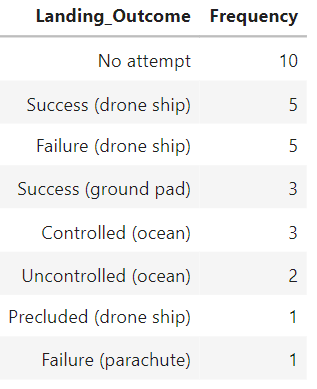 Landing_Outcome Frequency
No attempt 10
Success (drone ship) 5
Failure (drone ship) 5
Success (ground pad) 3
Controlled (ocean) 3
Uncontrolled (ocean) 2
Precluded (drone ship) 1
Failure (parachute) 1